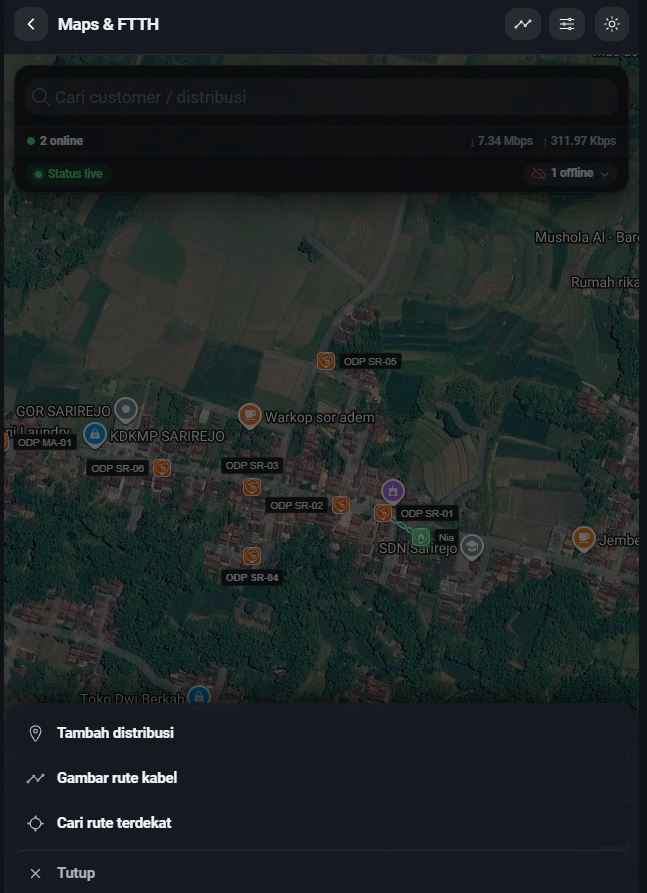 Maps & FTTH
Cari customer / distribusi
2 online
↓ 7.34 Mbps ↑ 311.97 Kbps
Status live
1 offline
Mushola Al - Bar
Rumah rika
ODP SR-05
GOR SARIREJO
Warkop sor adem
ni Laundry
KDKMP SARIREJO
ODP MA-01
ODP SR-06
ODP SR-03
ODP SR-02
ODP SR-01
Nia
SDN Sarirejo
Jembe
ODP SR-04
Toko Dwi Berkah
Tambah distribusi
Gambar rute kabel
Cari rute terdekat
Tutup